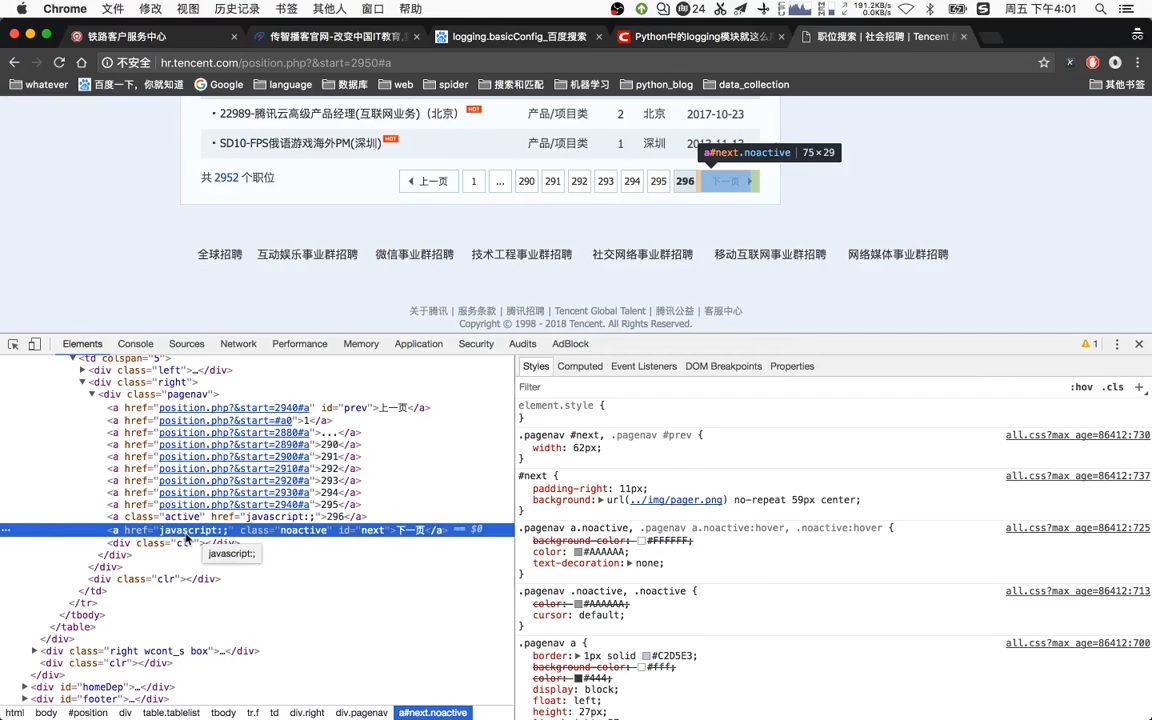 Chrome 文件 修改 视图 历史记录 书签 其他人 窗口 帮助 24 191.2KB/s 0.0KB/s 周五 下午4:01
铁路客户服务中心 传智播客官网-改变中国IT教育, logging.basicConfig_百度搜索 Python中的logging模块就这么 职位搜索 | 社会招聘 | Tencent
不安全 hr.tencent.com/position.php?&start=2950#a
whatever 百度一下，你就知道 Google language 数据库 web spider 搜索和匹配 机器学习 python_blog data_collection 其他书签
22989-腾讯云高级产品经理(互联网业务)（北京） HOT 产品/项目类 2 北京 2017-10-23
SD10-FPS俄语游戏海外PM(深圳) HOT 产品/项目类 1 深圳
a#next.noactive 75×29
共 2952 个职位 上一页 1 ... 290 291 292 293 294 295 296 下一页
全球招聘 互动娱乐事业群招聘 微信事业群招聘 技术工程事业群招聘 社交网络事业群招聘 移动互联网事业群招聘 网络媒体事业群招聘
关于腾讯 | 服务条款 | 腾讯招聘 | Tencent Global Talent | 腾讯公益 | 客服中心
Copyright © 1998 - 2018 Tencent. All Rights Reserved.
Elements Console Sources Network Performance Memory Application Security Audits AdBlock 1
<td colspan="5">
<div class="left">…</div>
<div class="right">
<div class="pagenav">
<a href="position.php?&start=2940#a" id="prev">上一页</a>
<a href="position.php?&start=#a0">1</a>
<a href="position.php?&start=2880#a">...</a>
<a href="position.php?&start=2890#a">290</a>
<a href="position.php?&start=2900#a">291</a>
<a href="position.php?&start=2910#a">292</a>
<a href="position.php?&start=2920#a">293</a>
<a href="position.php?&start=2930#a">294</a>
<a href="position.php?&start=2940#a">295</a>
<a class="active" href="javascript:;">296</a>
<a href="javascript:;" class="noactive" id="next">下一页</a> == $0
<div class="clr"></div>
javascript:;
</div>
</div>
<div class="clr"></div>
</td>
</tr>
</tbody>
</table>
</div>
<div class="right wcont_s box">…</div>
<div class="clr"></div>
</div>
<div id="homeDep">…</div>
<div id="footer">…</div>
html body #position div table.tablelist tbody tr.f td div.right div.pagenav a#next.noactive
Styles Computed Event Listeners DOM Breakpoints Properties
Filter :hov .cls +
element.style {
}
.pagenav #next, .pagenav #prev { all.css?max_age=86412:730
width: 62px;
}
#next { all.css?max_age=86412:737
padding-right: 11px;
background: url(../img/pager.png) no-repeat 59px center;
}
.pagenav a.noactive, .pagenav a.noactive:hover, .noactive:hover { all.css?max_age=86412:725
background-color: #FFFFFF;
color: #AAAAAA;
text-decoration: none;
}
.pagenav .noactive, .noactive { all.css?max_age=86412:713
color: #AAAAAA;
cursor: default;
}
.pagenav a { all.css?max_age=86412:700
border: 1px solid #C2D5E3;
background-color: #fff;
color: #444;
display: block;
float: left;
height: 27px;